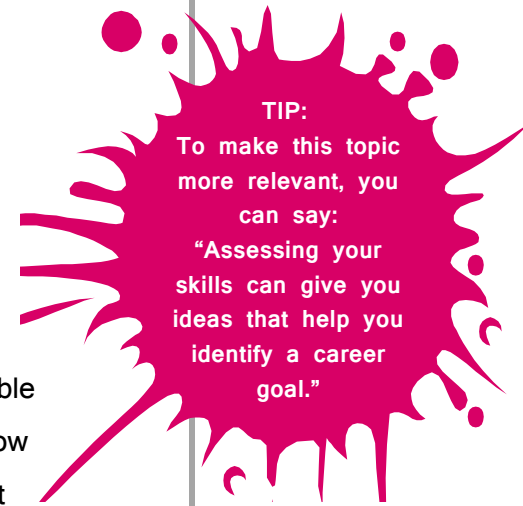 TIP:
To make this topic
more relevant, you
can say:
“Assessing your
skills can give you
ideas that help you
identify a career
goal.”